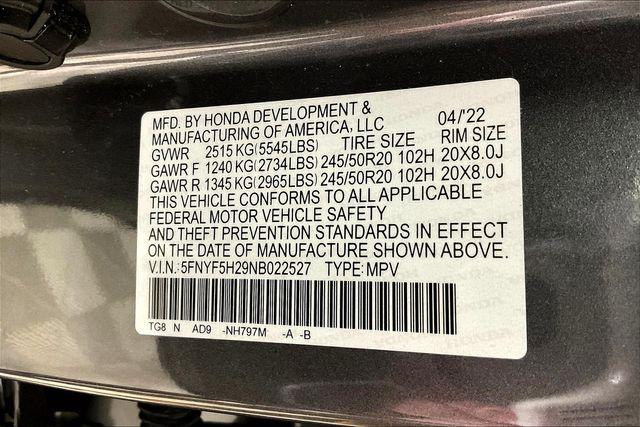 MFD. BY HONDA DEVELOPMENT & 04/'22
MANUFACTURING OF AMERICA, LLC
GVWR 2515 KG(5545LBS) TIRE SIZE RIM SIZE
GAWR F 1240 KG(2734LBS) 245/50R20 102H 20X8.0J
GAWR R 1345 KG(2965LBS) 245/50R20 102H 20X8.0J
THIS VEHICLE CONFORMS TO ALL APPLICABLE
FEDERAL MOTOR VEHICLE SAFETY
AND THEFT PREVENTION STANDARDS IN EFFECT
ON THE DATE OF MANUFACTURE SHOWN ABOVE.
V.I.N.:5FNYF5H29NB022527 TYPE:MPV
TG8 N AD9 -NH797M -A -B